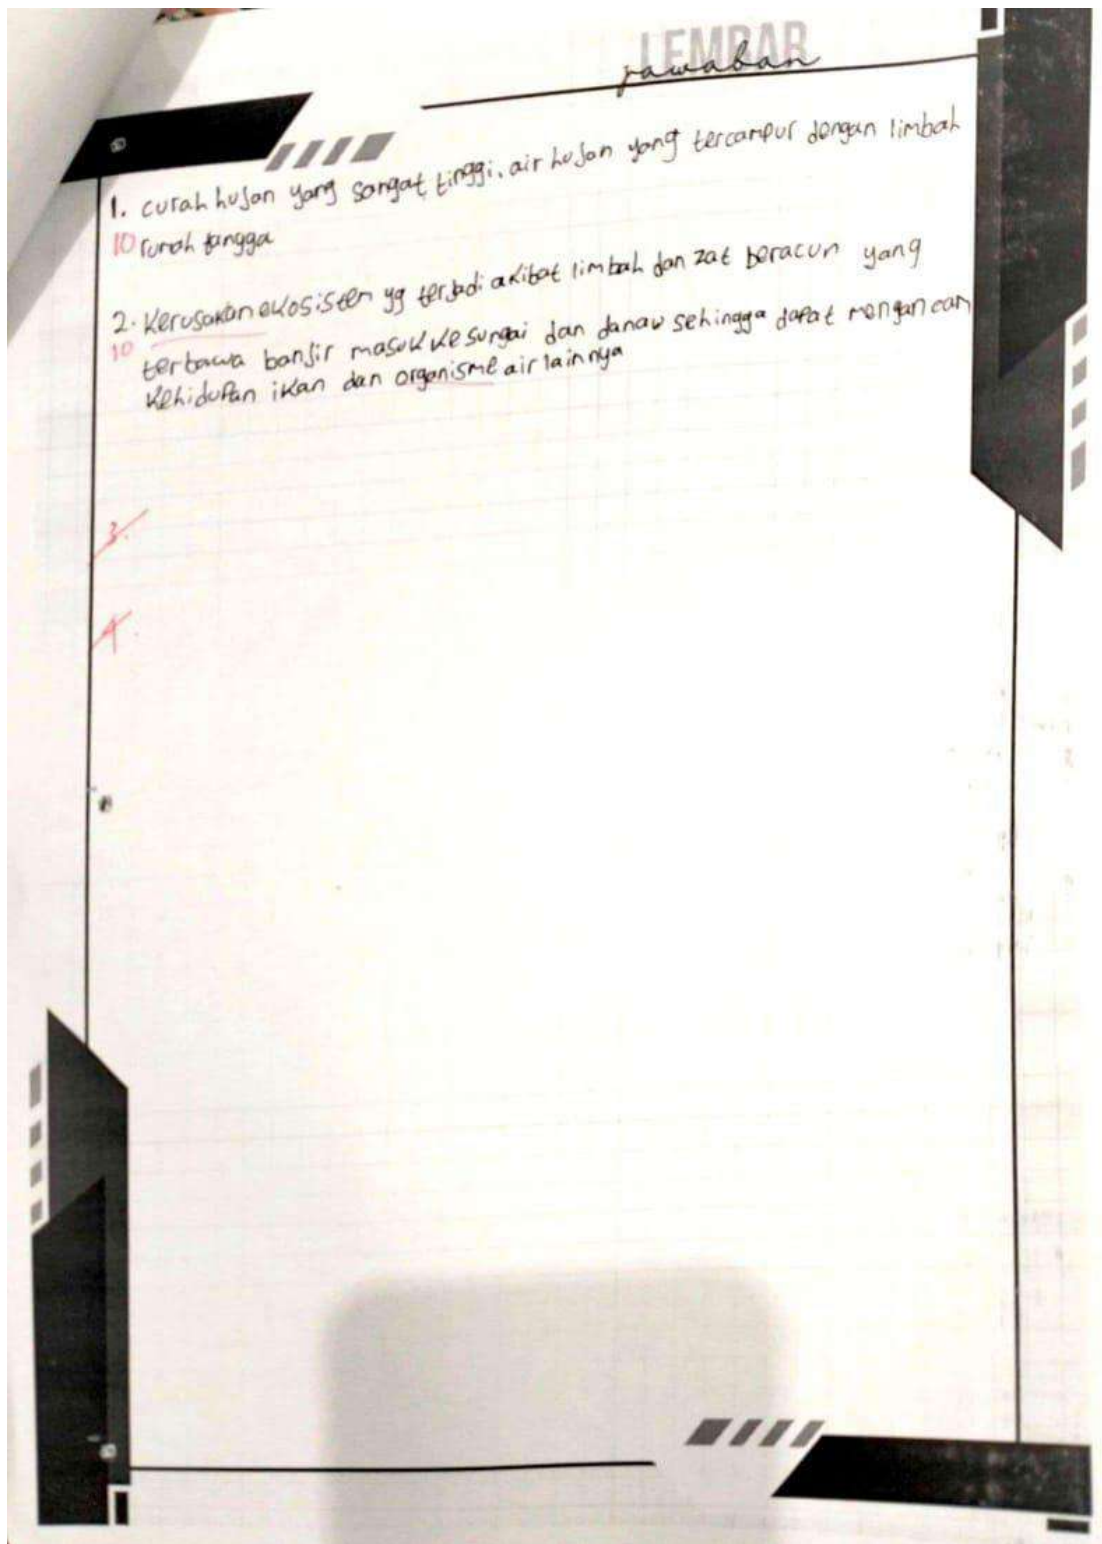 LEMBAR
jawaban
1. curah hujan yang sangat tinggi, air hujan yang tercampur dengan limbah
10 rumah tangga
2. Kerusakan ekosistem yg terjadi akibat limbah dan zat beracun yang
10
terbawa banjir masuk ke sungai dan danau sehingga dapat mengancam
kehidupan ikan dan organisme air lainnya
3.
4.